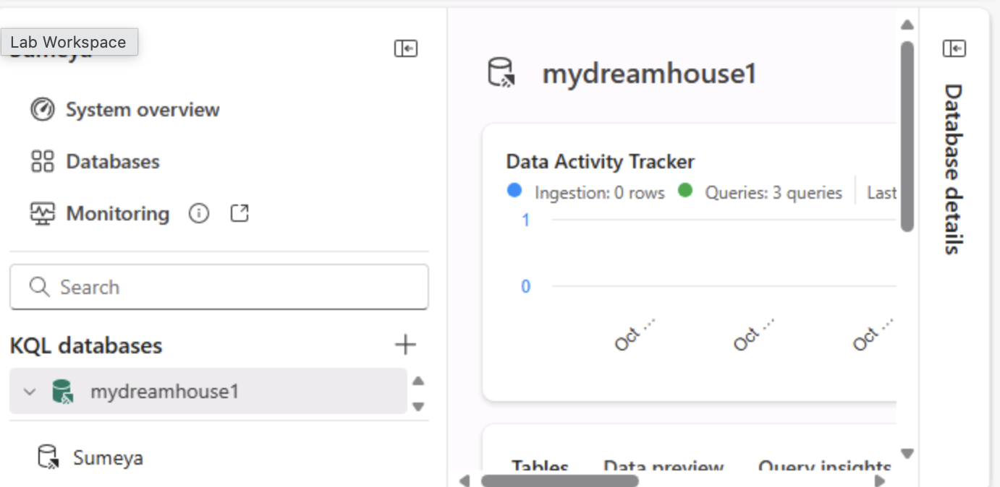 Lab Workspace
System overview
Databases
Monitoring
Search
KQL databases
mydreamhouse1
Sumeya
mydreamhouse1
Data Activity Tracker
Ingestion: 0 rows Queries: 3 queries Last
1
0
Oct ... Oct ... Oct ...
Tables Data preview Query insights
Database details